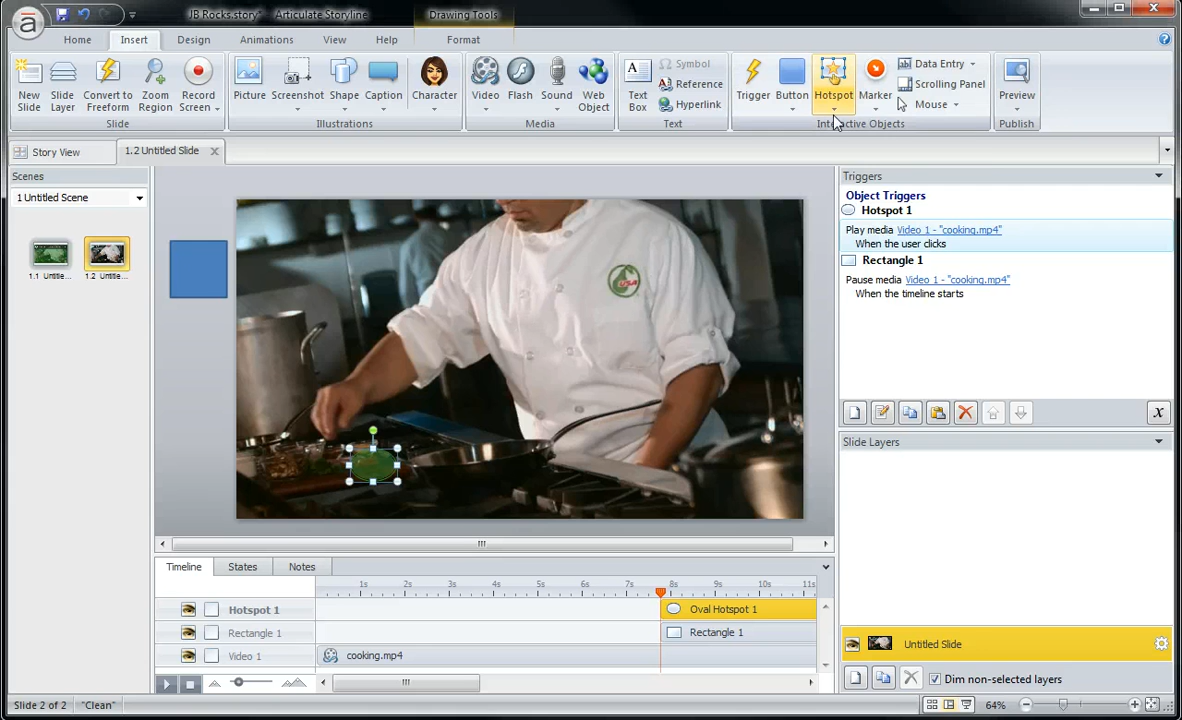 JB Rocks.story* - Articulate Storyline
Drawing Tools
Home Insert Design Animations View Help Format
New Slide
Slide Layer
Convert to Freeform
Zoom Region
Record Screen
Picture
Screenshot
Shape
Caption
Character
Video
Flash
Sound
Web Object
Text Box
Symbol
Reference
Hyperlink
Trigger
Button
Hotspot
Marker
Data Entry
Scrolling Panel
Mouse
Preview
Slide
Illustrations
Media
Text
Interactive Objects
Publish
Story View
1.2 Untitled Slide
Scenes
1 Untitled Scene
1.1 Untitle...
1.2 Untitle...
USA
Triggers
Object Triggers
Hotspot 1
Play media Video 1 - "cooking.mp4"
When the user clicks
Rectangle 1
Pause media Video 1 - "cooking.mp4"
When the timeline starts
x
Slide Layers
Untitled Slide
Dim non-selected layers
Timeline States Notes
1s 2s 3s 4s 5s 6s 7s 8s 9s 10s 11s
Hotspot 1 Oval Hotspot 1
Rectangle 1 Rectangle 1
Video 1 cooking.mp4
Slide 2 of 2 "Clean" 64%